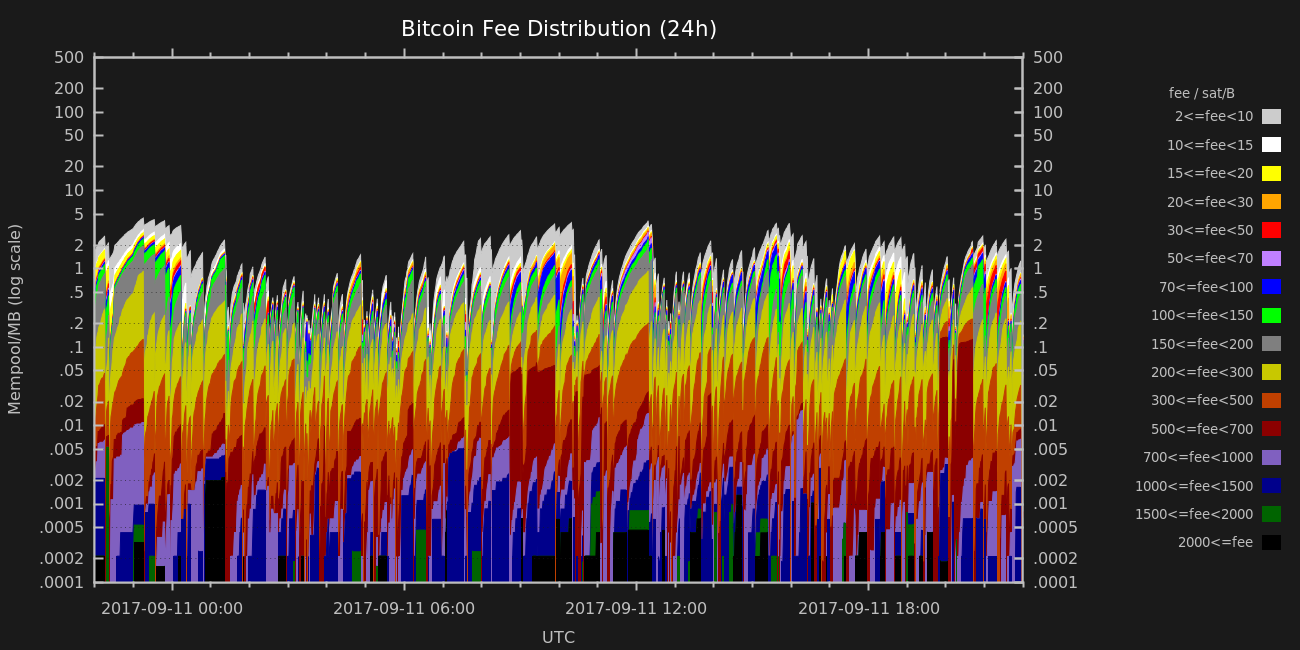 Bitcoin Fee Distribution (24h)
Mempool/MB (log scale)
500
200
100
50
20
10
5
2
1
.5
.2
.1
.05
.02
.01
.005
.002
.001
.0005
.0002
.0001
500
200
100
50
20
10
5
2
1
.5
.2
.1
.05
.02
.01
.005
.002
.001
.0005
.0002
.0001
2017-09-11 00:00
2017-09-11 06:00
2017-09-11 12:00
2017-09-11 18:00
UTC
fee / sat/B
2<=fee<10
10<=fee<15
15<=fee<20
20<=fee<30
30<=fee<50
50<=fee<70
70<=fee<100
100<=fee<150
150<=fee<200
200<=fee<300
300<=fee<500
500<=fee<700
700<=fee<1000
1000<=fee<1500
1500<=fee<2000
2000<=fee